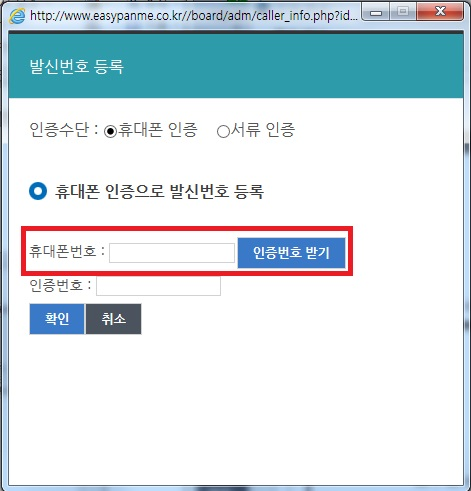 http://www.easypanme.co.kr//board/adm/caller_info.php?id...
발신번호 등록
인증수단 : 휴대폰 인증 서류 인증
휴대폰 인증으로 발신번호 등록
휴대폰번호 : 인증번호 받기
인증번호 :
확인 취소